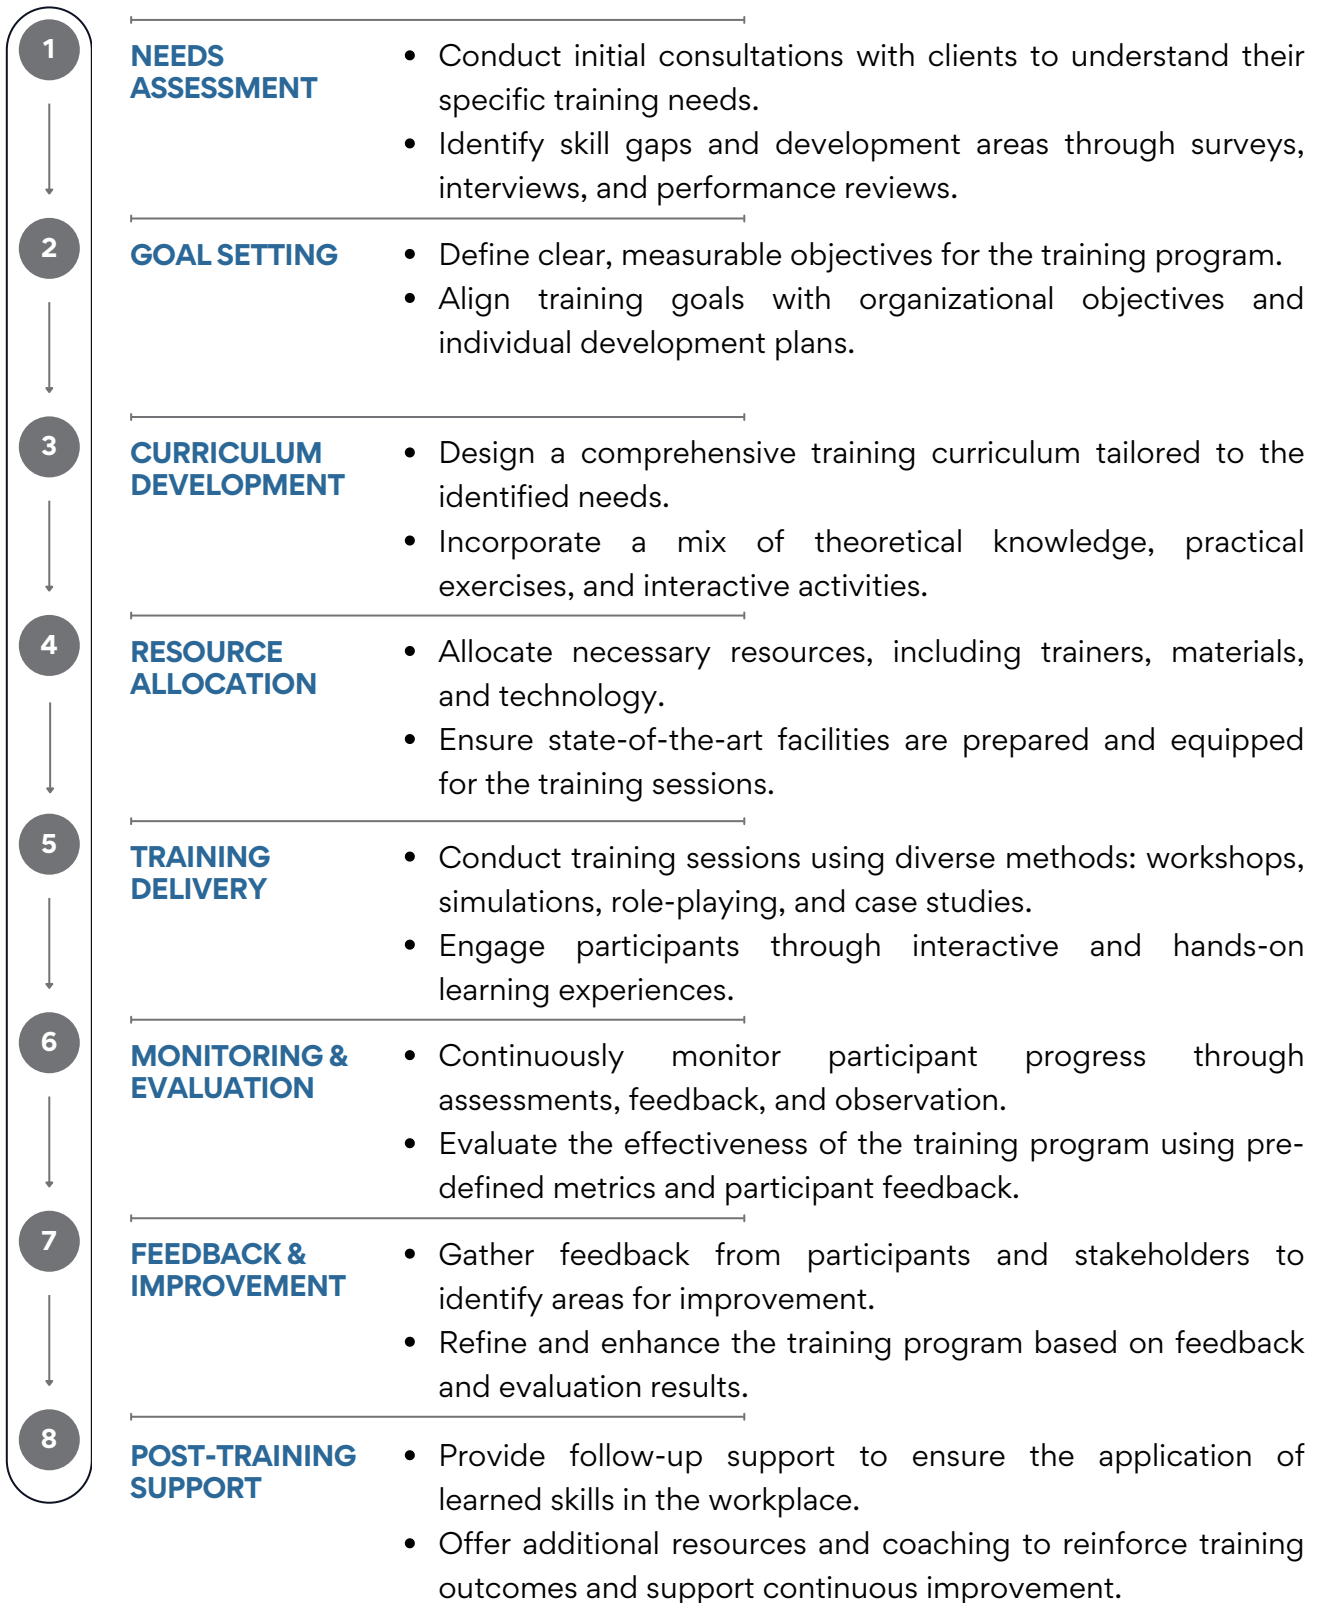 1
NEEDS
ASSESSMENT
• Conduct initial consultations with clients to understand their
specific training needs.
• Identify skill gaps and development areas through surveys,
interviews, and performance reviews.
2
GOAL SETTING
• Define clear, measurable objectives for the training program.
• Align training goals with organizational objectives and
individual development plans.
3
CURRICULUM
DEVELOPMENT
• Design a comprehensive training curriculum tailored to the
identified needs.
• Incorporate a mix of theoretical knowledge, practical
exercises, and interactive activities.
4
RESOURCE
ALLOCATION
• Allocate necessary resources, including trainers, materials,
and technology.
• Ensure state-of-the-art facilities are prepared and equipped
for the training sessions.
5
TRAINING
DELIVERY
• Conduct training sessions using diverse methods: workshops,
simulations, role-playing, and case studies.
• Engage participants through interactive and hands-on
learning experiences.
6
MONITORING &
EVALUATION
• Continuously monitor participant progress through
assessments, feedback, and observation.
• Evaluate the effectiveness of the training program using pre-
defined metrics and participant feedback.
7
FEEDBACK &
IMPROVEMENT
• Gather feedback from participants and stakeholders to
identify areas for improvement.
• Refine and enhance the training program based on feedback
and evaluation results.
8
POST-TRAINING
SUPPORT
• Provide follow-up support to ensure the application of
learned skills in the workplace.
• Offer additional resources and coaching to reinforce training
outcomes and support continuous improvement.